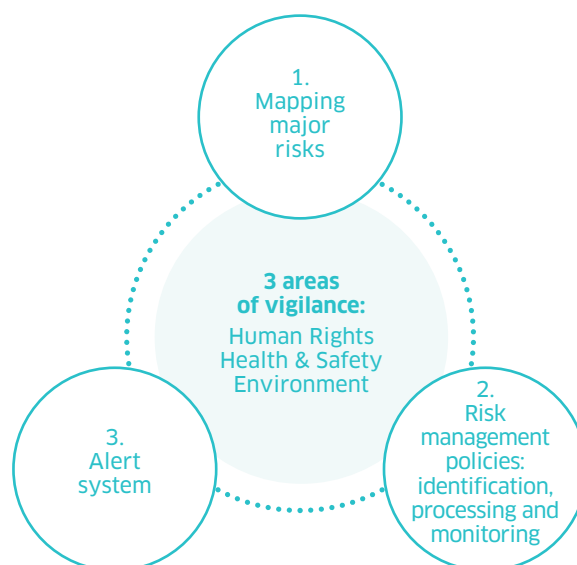 1.
Mapping
major
risks
3 areas
of vigilance:
Human Rights
Health & Safety
Environment
2.
Risk
management
policies:
identification,
processing and
monitoring
3.
Alert
system